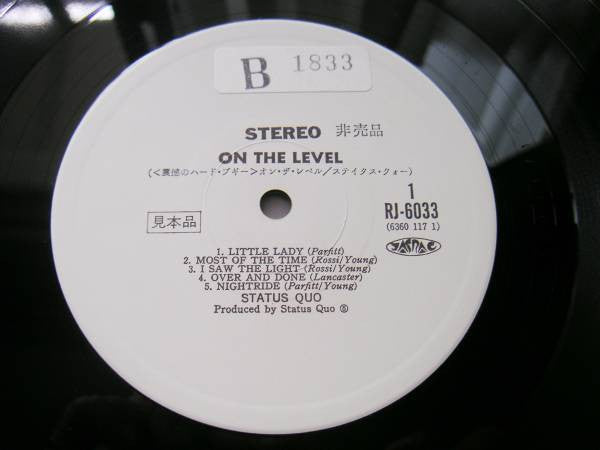 B 1833
STEREO 非売品
ON THE LEVEL
(<震憾のハード・ブギー>オン・ザ・レベル/ステイタス・クォー)
1
見本品 RJ-6033
(6360 117 1)
JASRAC
1. LITTLE LADY (Parfitt)
2. MOST OF THE TIME (Rossi/Young)
3. I SAW THE LIGHT (Rossi/Young)
4. OVER AND DONE (Lancaster)
5. NIGHTRIDE (Parfitt/Young)
STATUS QUO
Produced by Status Quo Ⓢ